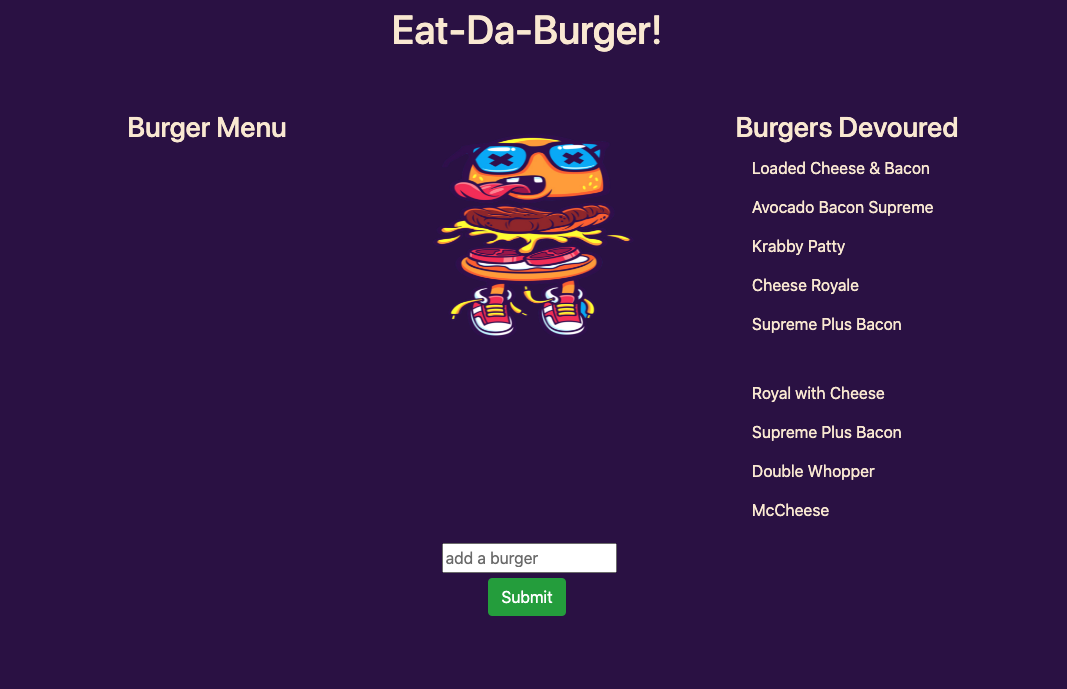 Eat-Da-Burger!
Burger Menu
Burgers Devoured
Loaded Cheese & Bacon
Avocado Bacon Supreme
Krabby Patty
Cheese Royale
Supreme Plus Bacon
Royal with Cheese
Supreme Plus Bacon
Double Whopper
McCheese
add a burger
Submit